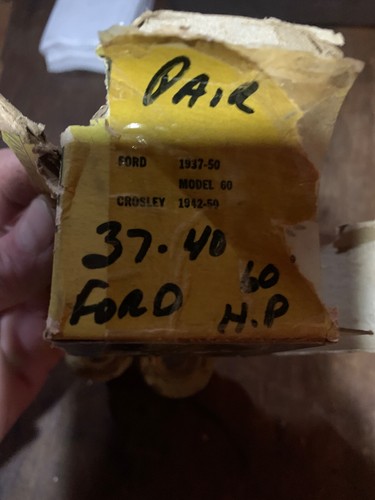 PAIR
FORD 1937-50
MODEL 60
CROSLEY 1942-50
37-40
60
FORD H.P